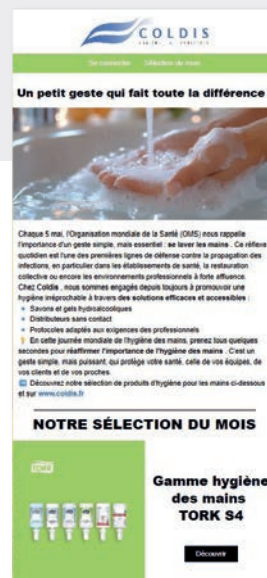 COLDIS
Se connecter Sélection du mois
Un petit geste qui fait toute la différence
Chaque 5 mai, l'Organisation mondiale de la Santé (OMS) nous rappelle
l'importance d'un geste simple, mais essentiel : se laver les mains . Ce réflexe
quotidien est l'une des premières lignes de défense contre la propagation des
infections, en particulier dans les établissements de santé, la restauration
collective ou encore les environnements professionnels à forte affluence.
Chez Coldis , nous sommes engagés depuis toujours à promouvoir une
hygiène irréprochable à travers des solutions efficaces et accessibles :
Savons et gels hydroalcooliques
Distributeurs sans contact
Protocoles adaptés aux exigences des professionnels
En cette journée mondiale de l'hygiène des mains, prenez tous quelques
secondes pour réaffirmer l'importance de l'hygiène des mains . C'est un
geste simple, mais puissant, qui protège votre santé, celle de vos équipes, de
vos clients et de vos proches.
Découvrez notre sélection de produits d'hygiène pour les mains ci-dessous
et sur www.coldis.fr
NOTRE SÉLECTION DU MOIS
TORK
Gamme hygiène
des mains
TORK S4
Découvrir